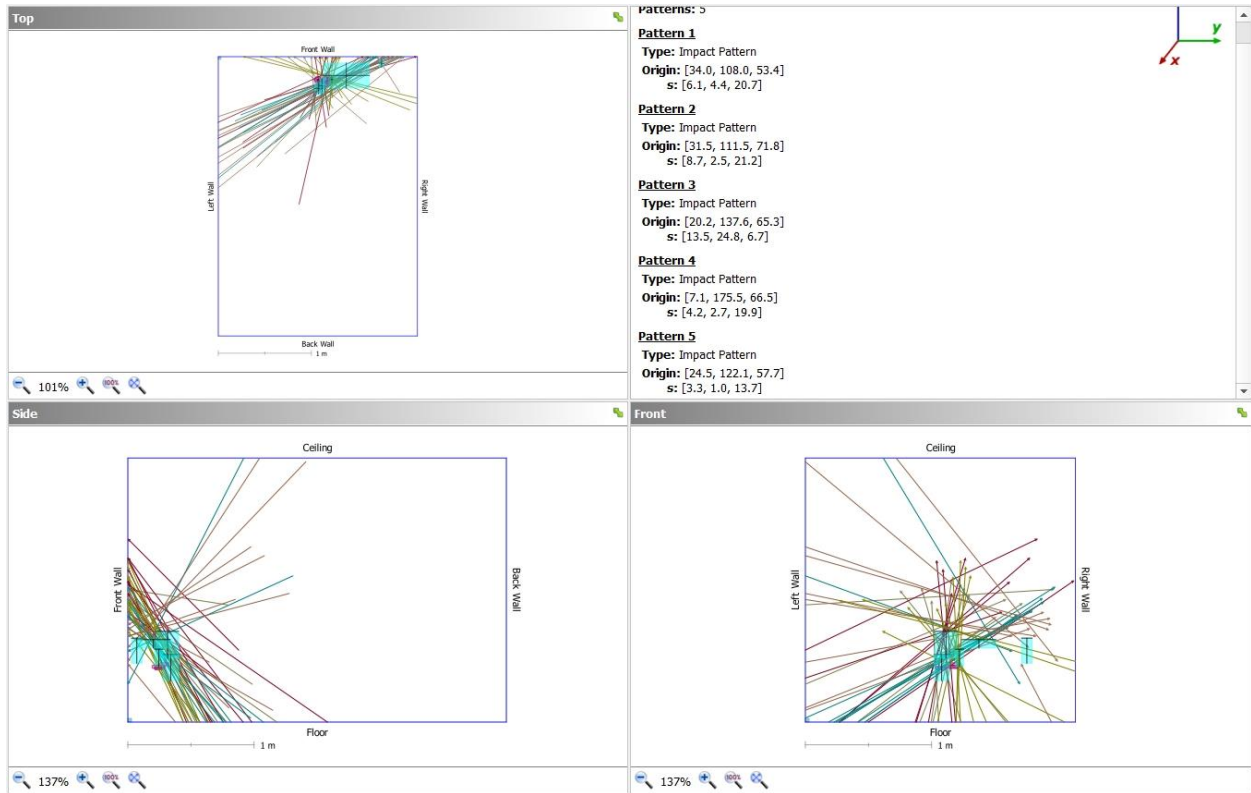 Top
Front Wall
Left Wall
Right Wall
Back Wall
1 m
101%
100%
Patterns: 5
Pattern 1
Type: Impact Pattern
Origin: [34.0, 108.0, 53.4]
s: [6.1, 4.4, 20.7]
Pattern 2
Type: Impact Pattern
Origin: [31.5, 111.5, 71.8]
s: [8.7, 2.5, 21.2]
Pattern 3
Type: Impact Pattern
Origin: [20.2, 137.6, 65.3]
s: [13.5, 24.8, 6.7]
Pattern 4
Type: Impact Pattern
Origin: [7.1, 175.5, 66.5]
s: [4.2, 2.7, 19.9]
Pattern 5
Type: Impact Pattern
Origin: [24.5, 122.1, 57.7]
s: [3.3, 1.0, 13.7]
y
x
Side
Ceiling
Front Wall
Back Wall
Floor
1 m
137%
100%
Front
Ceiling
Left Wall
Right Wall
Floor
1 m
137%
100%